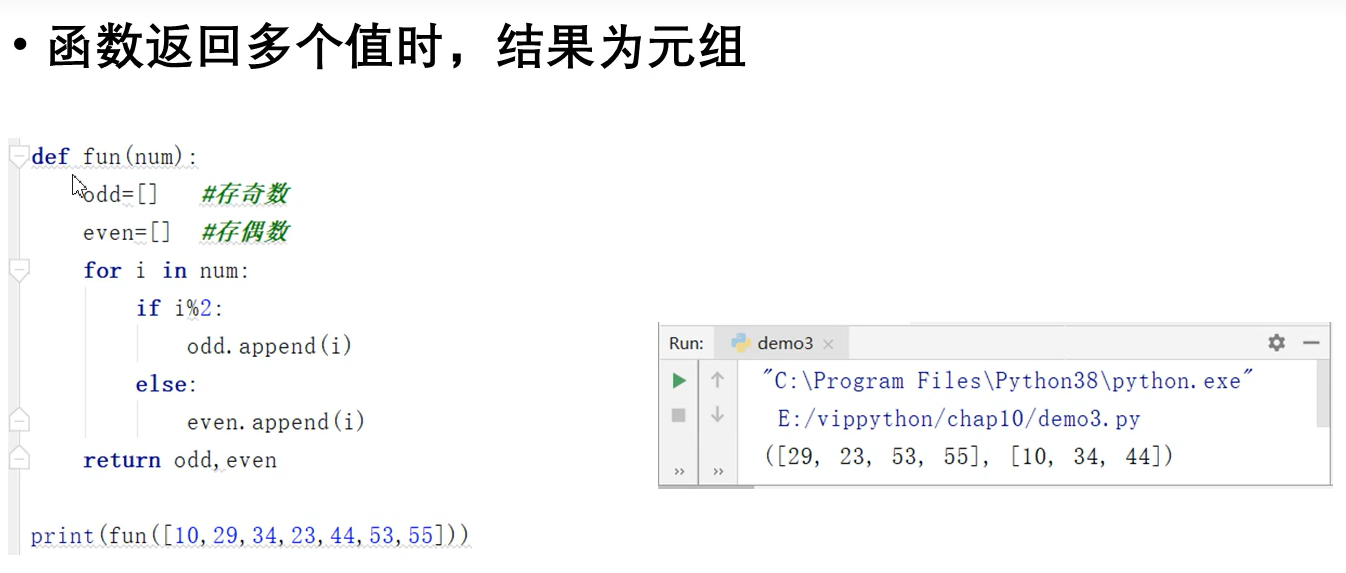 • 函数返回多个值时，结果为元组
def fun(num):
    odd=[]   #存奇数
    even=[]  #存偶数
    for i in num:
        if i%2:
            odd.append(i)
        else:
            even.append(i)
    return odd,even
print(fun([10,29,34,23,44,53,55]))
Run: demo3 ×
"C:\Program Files\Python38\python.exe"
E:/vippython/chap10/demo3.py
([29, 23, 53, 55], [10, 34, 44])